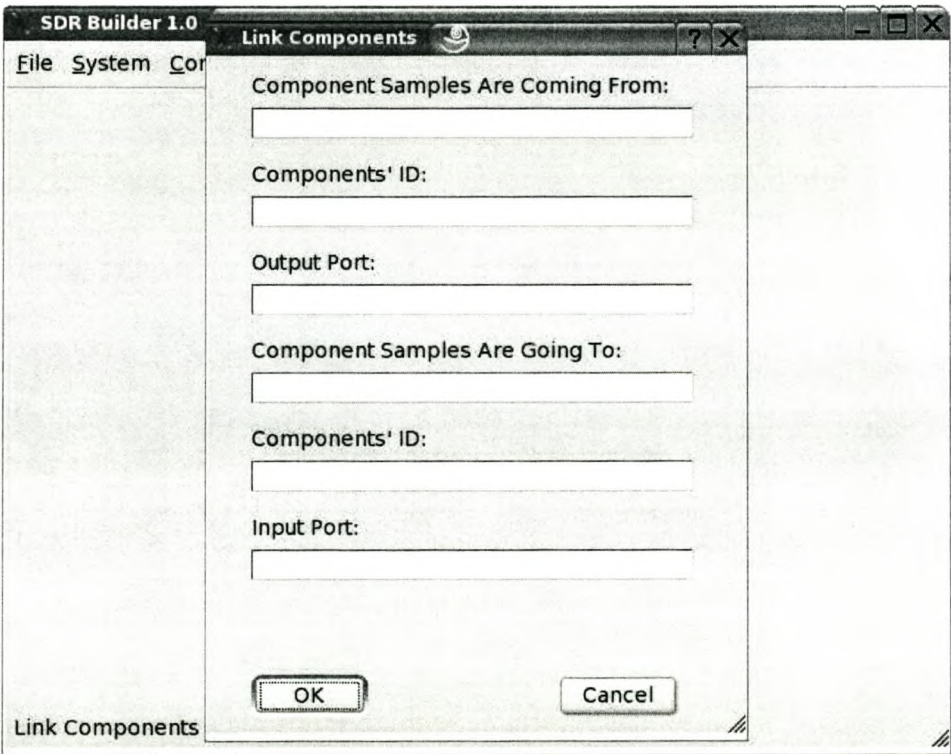 SDR Builder 1.0
Link Components
File System Cor
Component Samples Are Coming From:
Components' ID:
Output Port:
Component Samples Are Going To:
Components' ID:
Input Port:
OK Cancel
Link Components